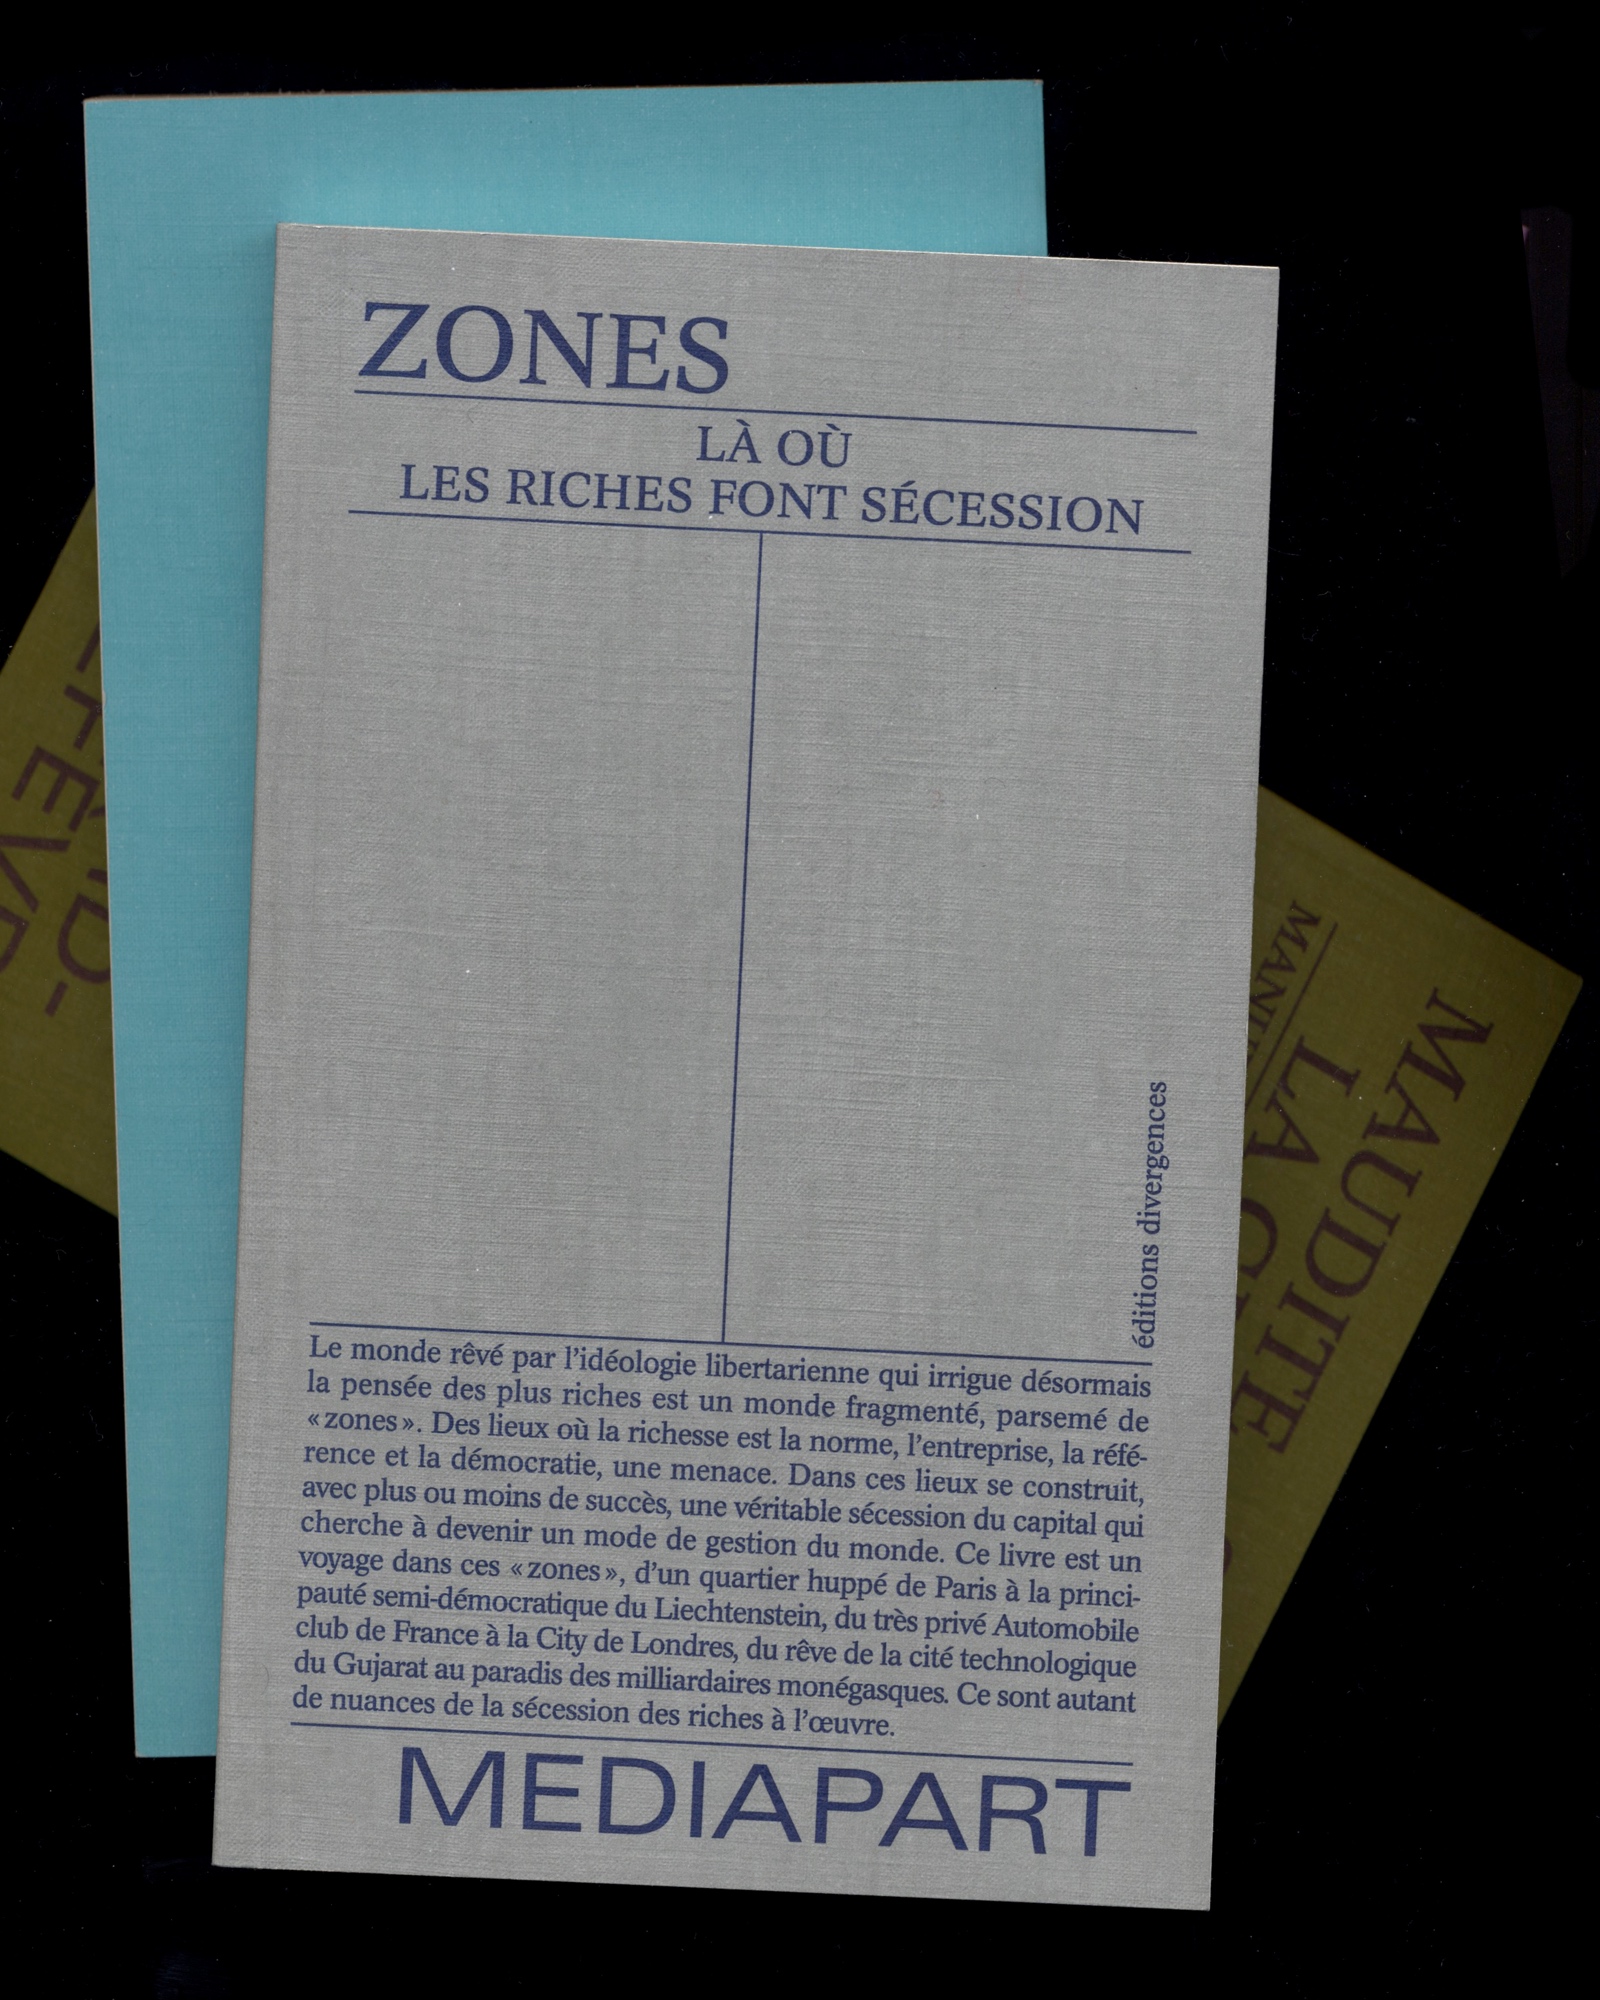 ZONES
LÀ OÙ
LES RICHES FONT SÉCESSION
éditions divergences
Le monde rêvé par l’idéologie libertarienne qui irrigue désormais
la pensée des plus riches est un monde fragmenté, parsemé de
« zones ». Des lieux où la richesse est la norme, l’entreprise, la réfé-
rence et la démocratie, une menace. Dans ces lieux se construit,
avec plus ou moins de succès, une véritable sécession du capital qui
cherche à devenir un mode de gestion du monde. Ce livre est un
voyage dans ces « zones », d’un quartier huppé de Paris à la princi-
pauté semi-démocratique du Liechtenstein, du très privé Automobile
club de France à la City de Londres, du rêve de la cité technologique
du Gujarat au paradis des milliardaires monégasques. Ce sont autant
de nuances de la sécession des riches à l’œuvre.
MEDIAPART
MAUDITE
LA